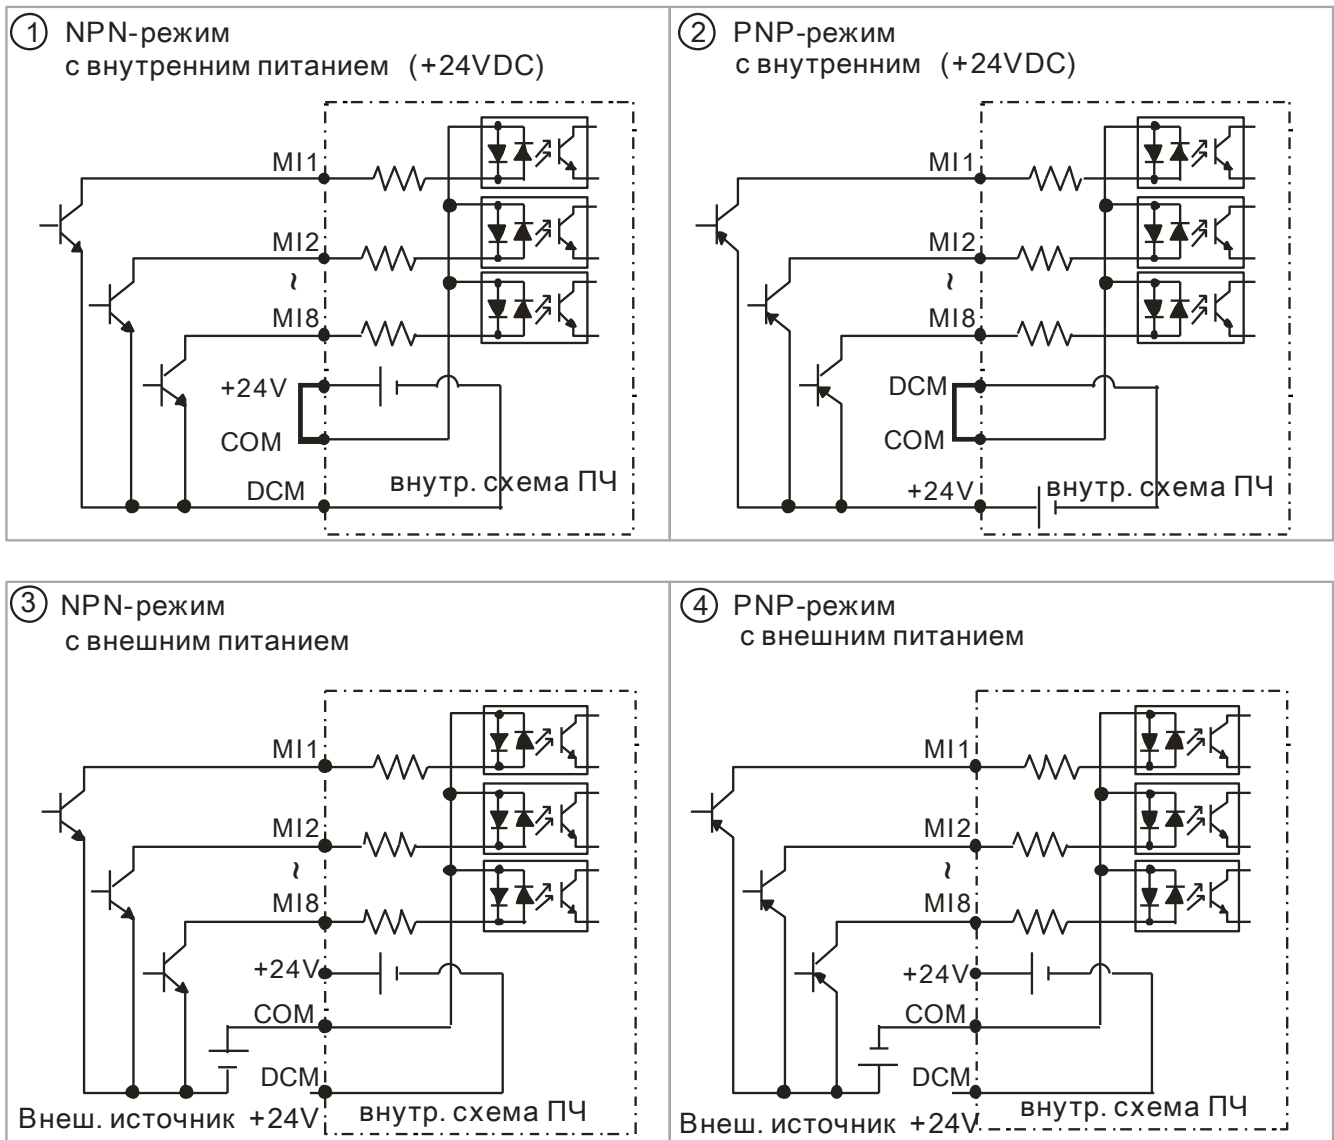 1 NPN-режим
с внутренним питанием (+24VDC)
MI1
MI2
~
MI8
+24V
COM
DCM
внутр. схема ПЧ
2 PNP-режим
с внутренним (+24VDC)
MI1
MI2
~
MI8
DCM
COM
+24V
внутр. схема ПЧ
3 NPN-режим
с внешним питанием
MI1
MI2
~
MI8
+24V
COM
DCM
Внеш. источник +24V
внутр. схема ПЧ
4 PNP-режим
с внешним питанием
MI1
MI2
~
MI8
+24V
COM
DCM
Внеш. источник +24V
внутр. схема ПЧ